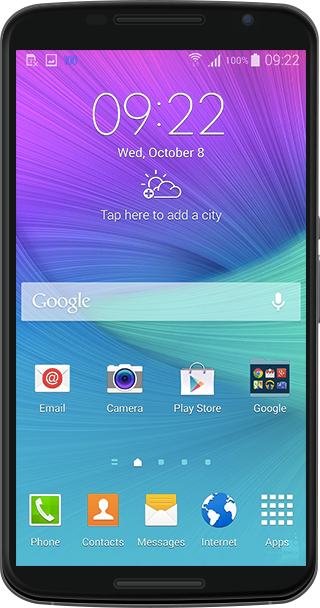 100% 09:22
09:22
Wed, October 8
Tap here to add a city
Google
Email Camera Play Store Google
Phone Contacts Messages Internet Apps